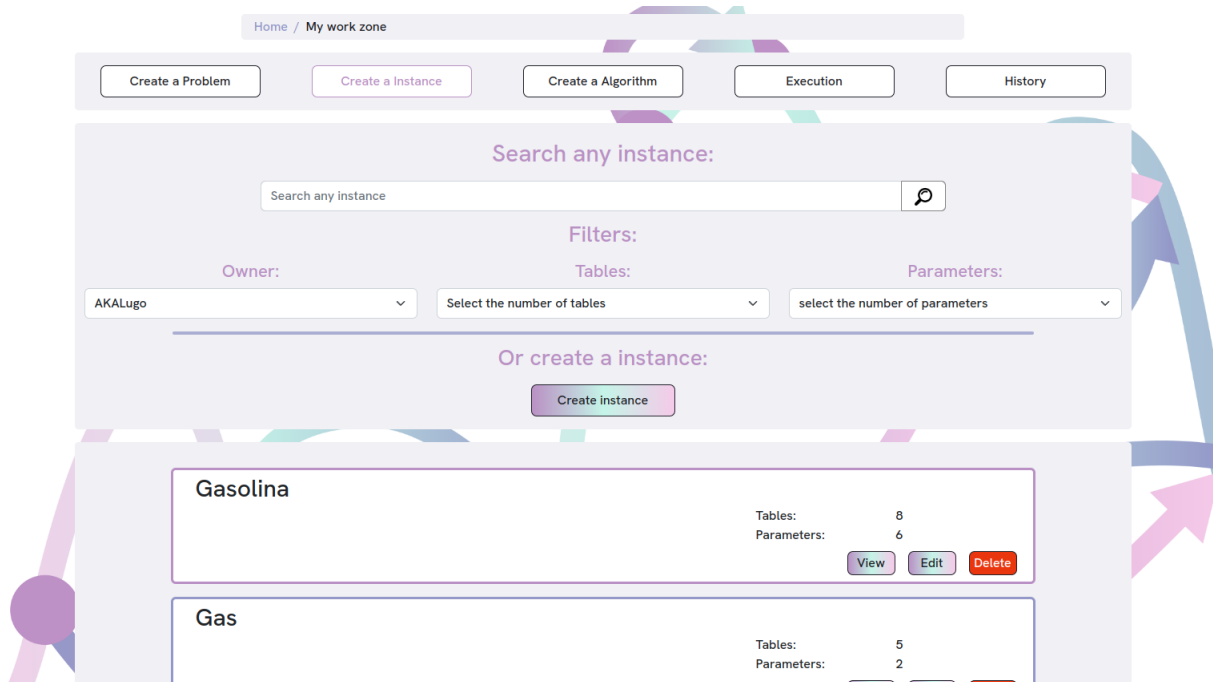 Home / My work zone
Create a Problem
Create a Instance
Create a Algorithm
Execution
History
Search any instance:
Search any instance
Filters:
Owner:
Tables:
Parameters:
AKALugo
Select the number of tables
select the number of parameters
Or create a instance:
Create instance
Gasolina
Tables: 8
Parameters: 6
View Edit Delete
Gas
Tables: 5
Parameters: 2